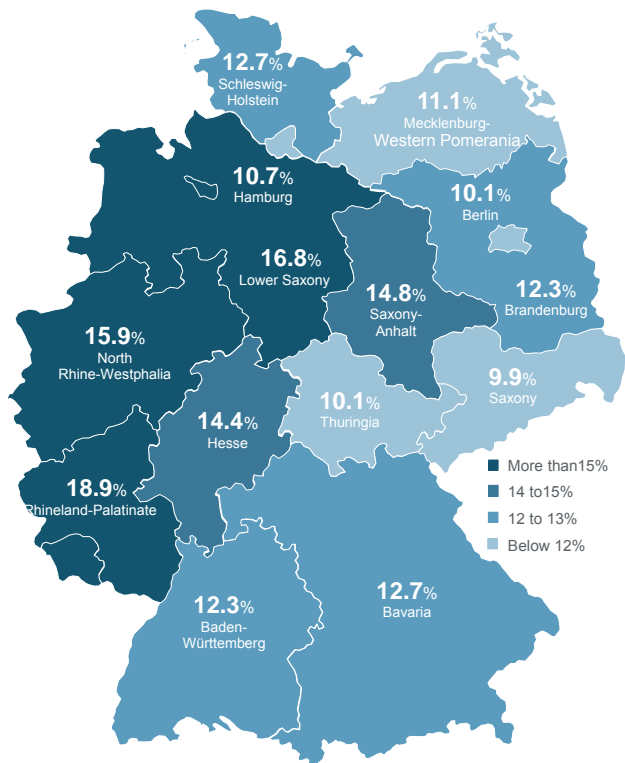 12.7%
Schleswig-
Holstein
11.1%
Mecklenburg-
Western Pomerania
10.7%
Hamburg
10.1%
Berlin
16.8%
Lower Saxony
14.8%
Saxony-
Anhalt
12.3%
Brandenburg
15.9%
North
Rhine-Westphalia
14.4%
Hesse
10.1%
Thuringia
9.9%
Saxony
18.9%
Rhineland-Palatinate
More than15%
14 to15%
12 to 13%
Below 12%
12.3%
Baden-
Württemberg
12.7%
Bavaria